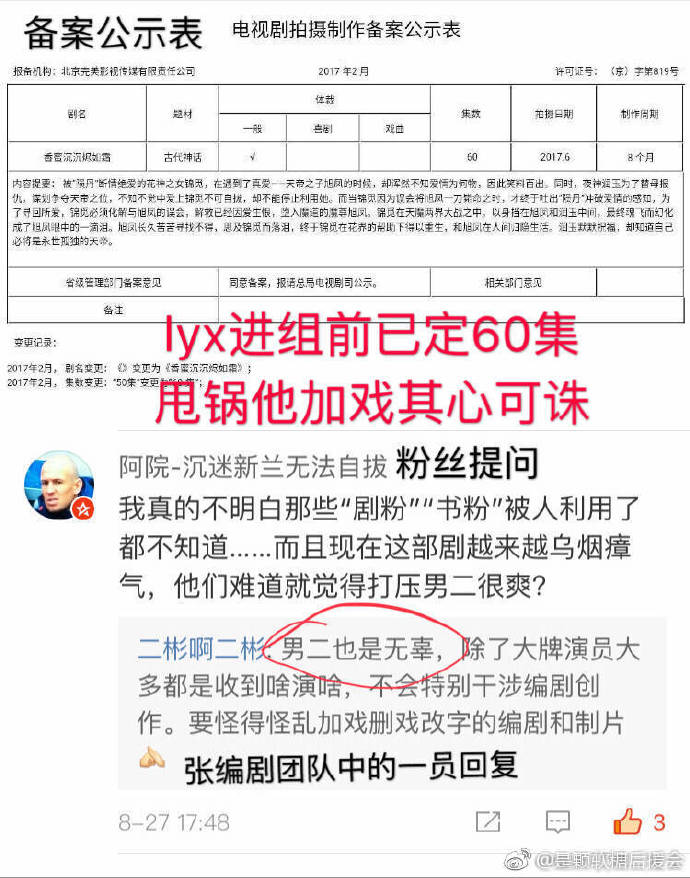 备案公示表
电视剧拍摄制作备案公示表
报备机构：北京完美影视传媒有限责任公司
2017年2月
许可证号：（京）字第819号
剧名
题材
体裁
集数
拍摄日期
制作周期
一般
喜剧
戏曲
香蜜沉沉烬如霜
古代神话
√
60
2017.6
8个月
内容提要：被“陨丹”断情绝爱的花神之女锦觅，在遇到了真爱——天帝之子旭凤的时候，却浑然不知爱情为何物，因此笑料百出。同时，夜神润玉为了替母报
仇，谋划争夺天帝之位，不知不觉中爱上锦觅不可自拔，却不能停止利用她。而当锦觅因为误会将旭凤一刀毙命之时，才终于吐出“陨丹”冲破爱情的感知，为
了寻回所爱，锦觅必须化解与旭凤的误会，解救已经因爱生恨，堕入魔道的魔尊旭凤。锦觅在天魔两界大战之中，以身挡在旭凤和润玉中间，最终魂飞而幻化
成了旭凤眼中的一滴泪。旭凤长久苦苦寻找不得，思及锦觅而落泪，终于锦觅在花界的帮助下得以重生，和旭凤在人间归隐生活。润玉默默祝福，却知道自己
必将是永世孤独的天帝。
省级管理部门备案意见
同意备案，报请总局电视剧司公示。
相关部门意见
备注
变更记录：
lyx进组前已定60集
2017年2月，剧名变更：《》变更为《香蜜沉沉烬如霜》；
2017年2月，集数变更：“50集”变更为“60集”；
甩锅他加戏其心可诛
阿院-沉迷新兰无法自拔
粉丝提问
我真的不明白那些“剧粉”“书粉”被人利用了
都不知道……而且现在这部剧越来越乌烟瘴
气，他们难道就觉得打压男二很爽？
二彬啊二彬: 男二也是无辜，除了大牌演员大
多都是收到啥演啥，不会特别干涉编剧创
作。要怪得怪乱加戏删戏改字的编剧和制片
张编剧团队中的一员回复
8-27 17:48
3
@是颗软糖后援会